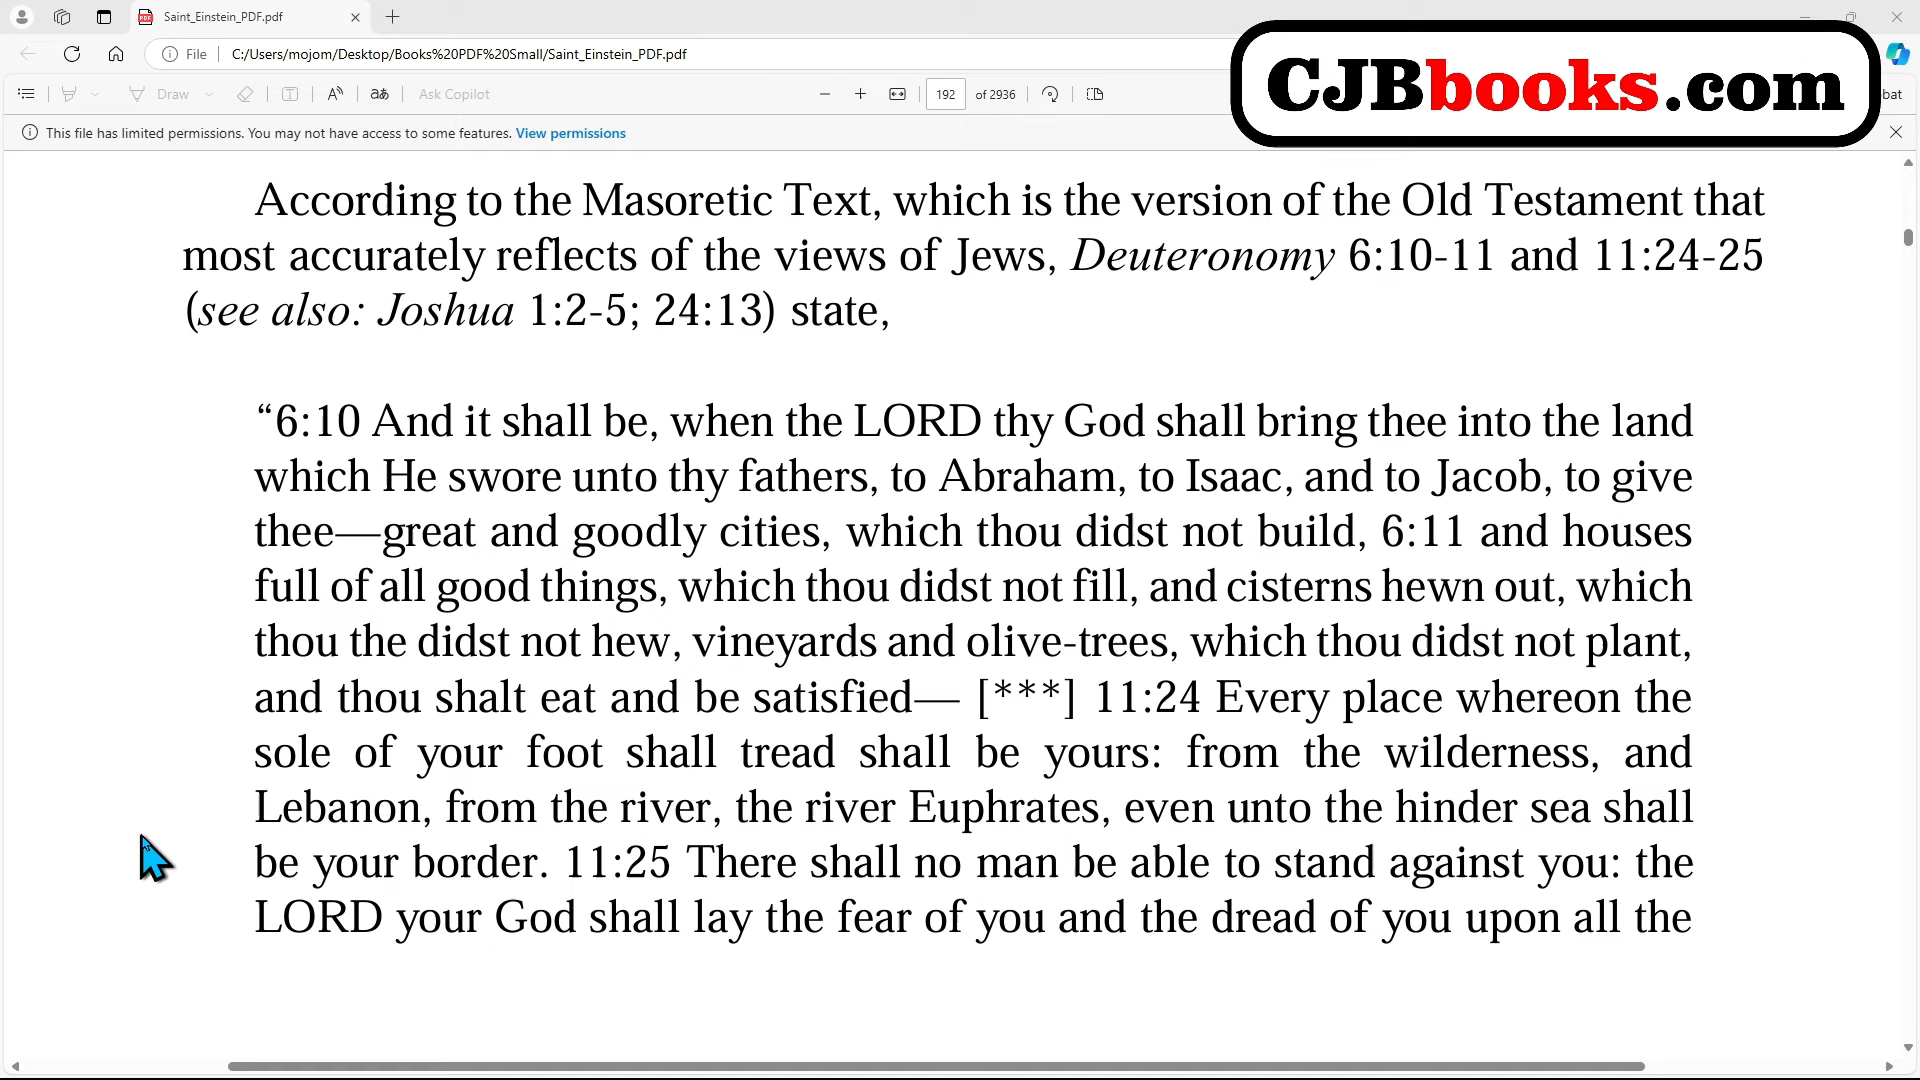 Saint_Einstein_PDF.pdf
File C:/Users/mojom/Desktop/Books%20PDF%20Small/Saint_Einstein_PDF.pdf
CJBbooks.com
Draw Ask Copilot 192 of 2936 bat
This file has limited permissions. You may not have access to some features. View permissions
According to the Masoretic Text, which is the version of the Old Testament that
most accurately reflects of the views of Jews, Deuteronomy 6:10-11 and 11:24-25
(see also: Joshua 1:2-5; 24:13) state,
“6:10 And it shall be, when the LORD thy God shall bring thee into the land
which He swore unto thy fathers, to Abraham, to Isaac, and to Jacob, to give
thee—great and goodly cities, which thou didst not build, 6:11 and houses
full of all good things, which thou didst not fill, and cisterns hewn out, which
thou the didst not hew, vineyards and olive-trees, which thou didst not plant,
and thou shalt eat and be satisfied— [***] 11:24 Every place whereon the
sole of your foot shall tread shall be yours: from the wilderness, and
Lebanon, from the river, the river Euphrates, even unto the hinder sea shall
be your border. 11:25 There shall no man be able to stand against you: the
LORD your God shall lay the fear of you and the dread of you upon all the